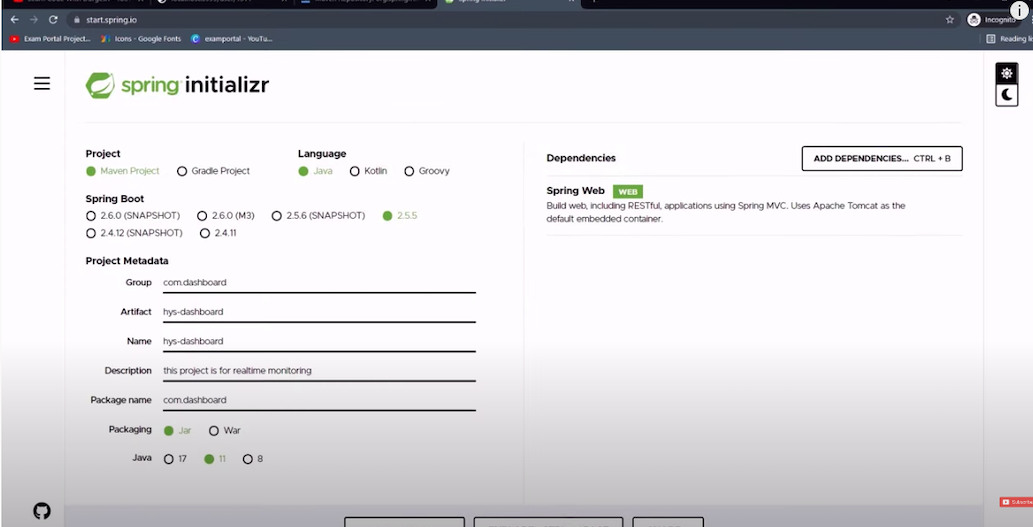 start.spring.io
Incognito
Exam Portal Project...
Icons - Google Fonts
examportal - YouTu...
Reading li
spring initializr
Project
Maven Project
Gradle Project
Language
Java
Kotlin
Groovy
Spring Boot
2.6.0 (SNAPSHOT)
2.6.0 (M3)
2.5.6 (SNAPSHOT)
2.5.5
2.4.12 (SNAPSHOT)
2.4.11
Project Metadata
Group com.dashboard
Artifact hys-dashboard
Name hys-dashboard
Description this project is for realtime monitoring
Package name com.dashboard
Packaging Jar War
Java 17 11 8
Dependencies
ADD DEPENDENCIES... CTRL + B
Spring Web WEB
Build web, including RESTful, applications using Spring MVC. Uses Apache Tomcat as the
default embedded container.